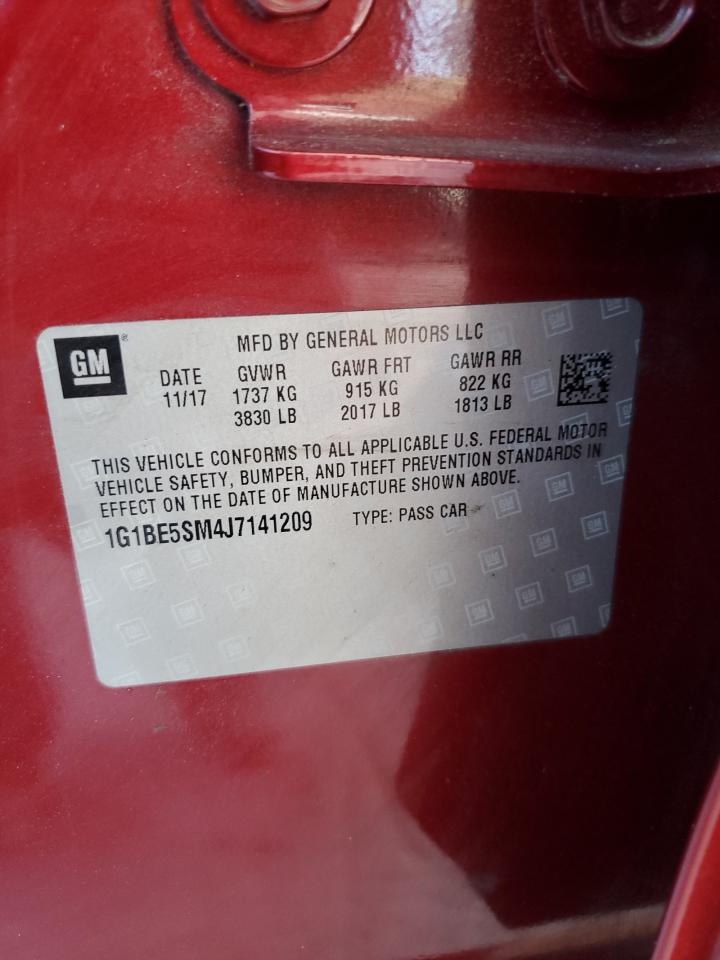 GM®
MFD BY GENERAL MOTORS LLC
DATE GVWR GAWR FRT GAWR RR
11/17 1737 KG 915 KG 822 KG
3830 LB 2017 LB 1813 LB
THIS VEHICLE CONFORMS TO ALL APPLICABLE U.S. FEDERAL MOTOR
VEHICLE SAFETY, BUMPER, AND THEFT PREVENTION STANDARDS IN
EFFECT ON THE DATE OF MANUFACTURE SHOWN ABOVE.
1G1BE5SM4J7141209 TYPE: PASS CAR